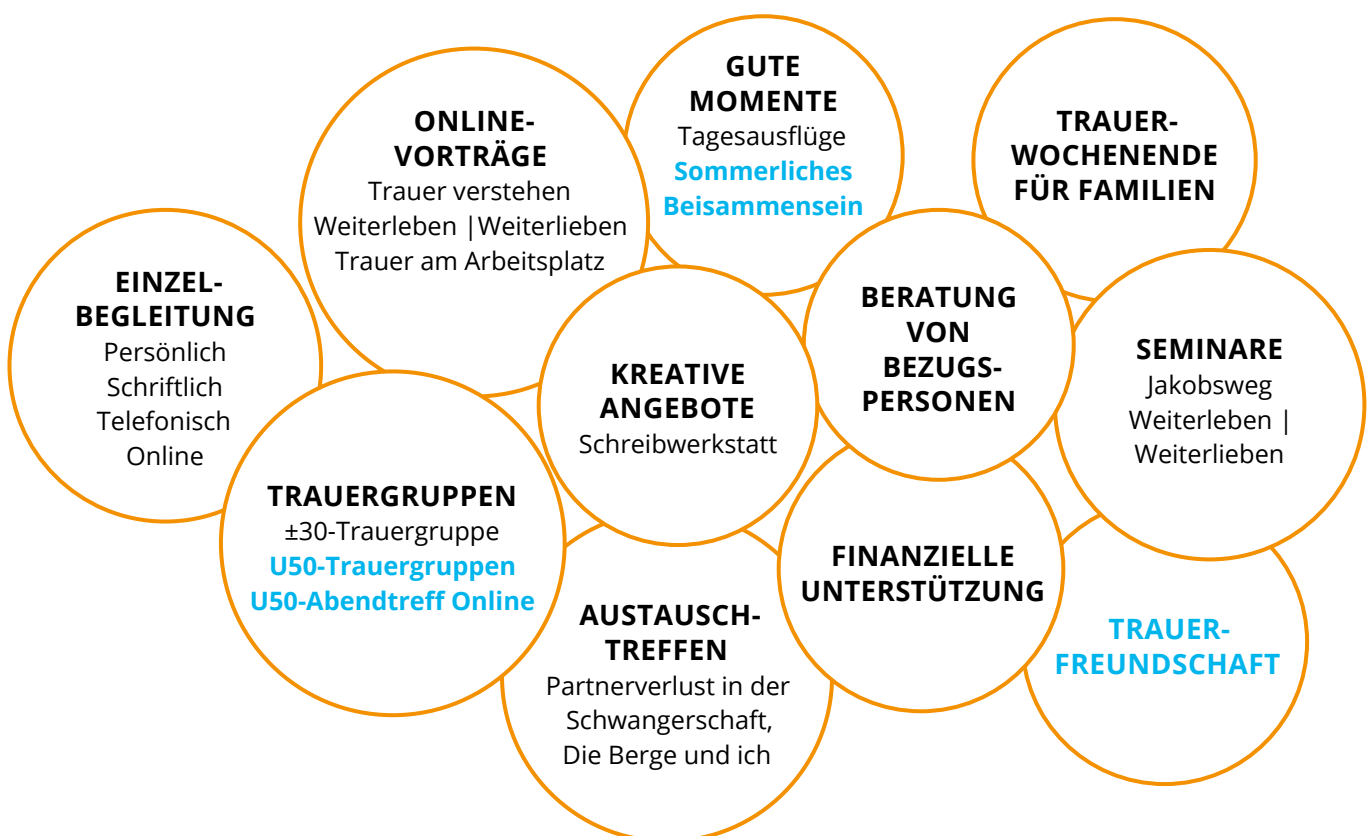 GUTE
MOMENTE
Tagesausflüge
Sommerliches
Beisammensein
ONLINE-
VORTRÄGE
Trauer verstehen
Weiterleben |Weiterlieben
Trauer am Arbeitsplatz
TRAUER-
WOCHENENDE
FÜR FAMILIEN
EINZEL-
BEGLEITUNG
Persönlich
Schriftlich
Telefonisch
Online
BERATUNG
VON
BEZUGS-
PERSONEN
SEMINARE
Jakobsweg
Weiterleben |
Weiterlieben
KREATIVE
ANGEBOTE
Schreibwerkstatt
TRAUERGRUPPEN
±30-Trauergruppe
U50-Trauergruppen
U50-Abendtreff Online
FINANZIELLE
UNTERSTÜTZUNG
AUSTAUSCH-
TREFFEN
Partnerverlust in der
Schwangerschaft,
Die Berge und ich
TRAUER-
FREUNDSCHAFT